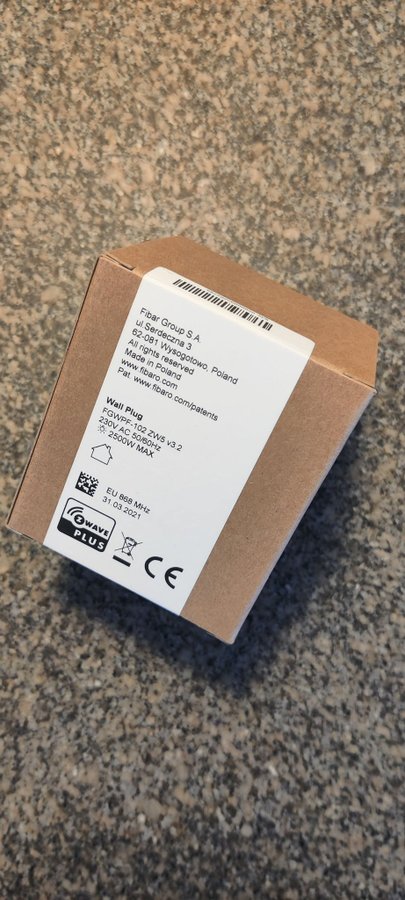 Fibar Group S.A.
ul Serdeczna 3
62-081 Wysogotowo, Poland
All rights reserved
Made in Poland
www.fibaro.com
Pat. www.fibaro.com/patents
Wall Plug
FGWPF-102 ZW5 v3.2
230V AC 50/60Hz
2500W MAX
EU 868 MHz
31.03.2021
Z WAVE
PLUS
CE